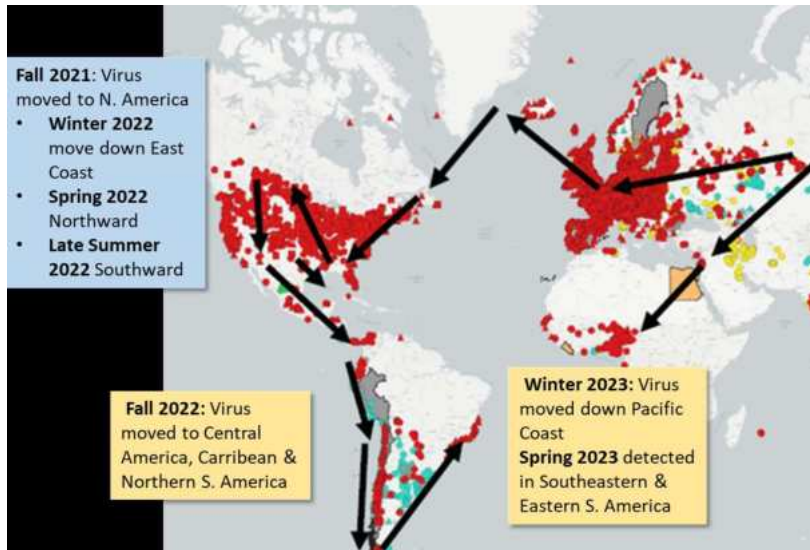 Fall 2021: Virus
moved to N. America
• Winter 2022
move down East
Coast
• Spring 2022
Northward
• Late Summer
2022 Southward
Fall 2022: Virus
moved to Central
America, Carribean &
Northern S. America
Winter 2023: Virus
moved down Pacific
Coast
Spring 2023 detected
in Southeastern &
Eastern S. America